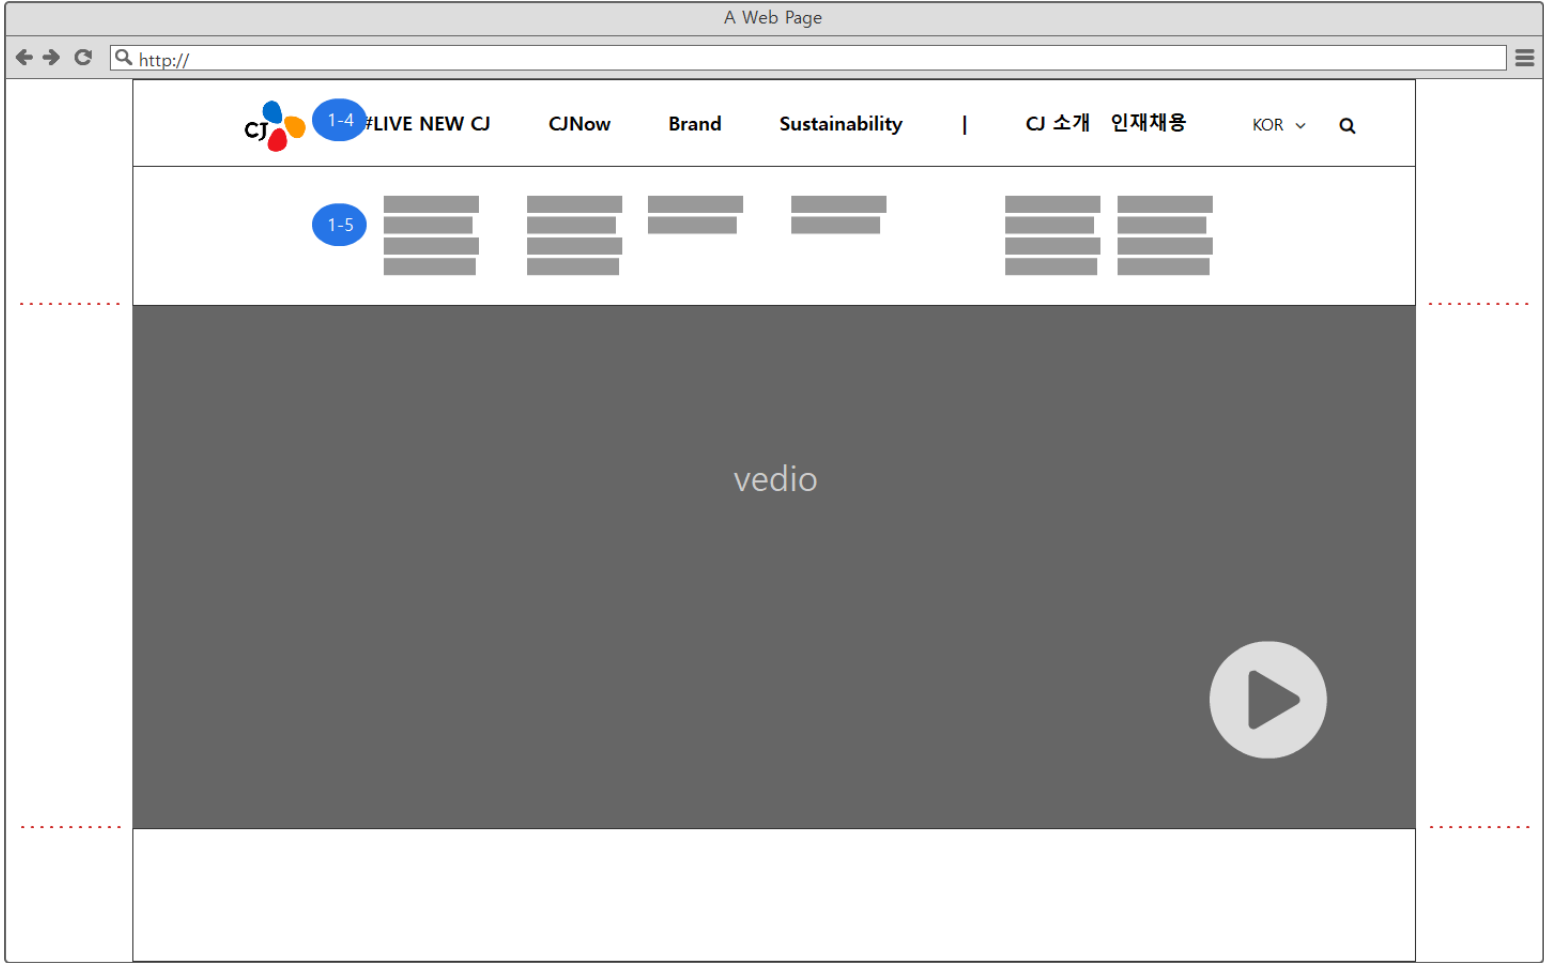 A Web Page
http://
CJ 1-4 #LIVE NEW CJ CJNow Brand Sustainability | CJ 소개 인재채용 KOR
1-5
vedio